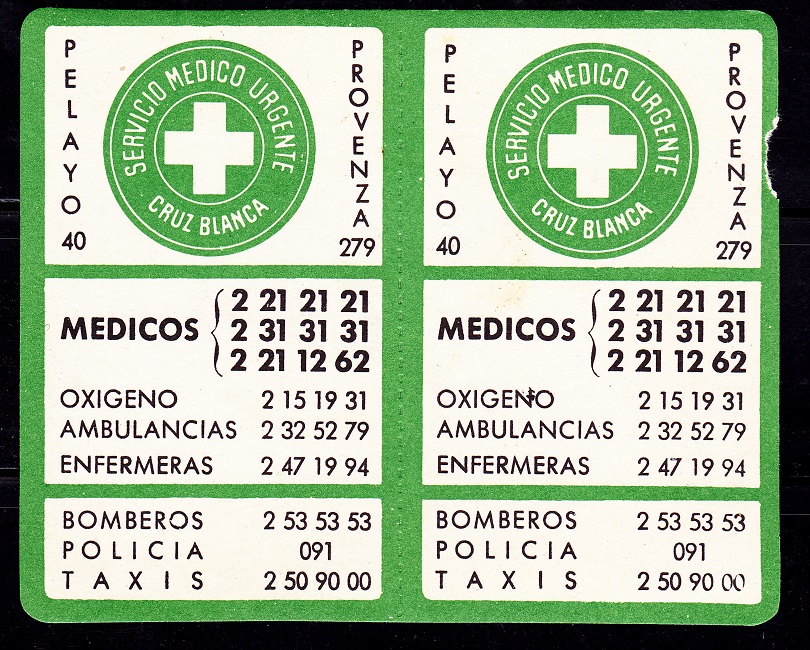 PELAYO 40
SERVICIO MEDICO URGENTE
CRUZ BLANCA
PROVENZA 279
MEDICOS
2 21 21 21
2 31 31 31
2 21 12 62
OXIGENO 2 15 19 31
AMBULANCIAS 2 32 52 79
ENFERMERAS 2 47 19 94
BOMBEROS 2 53 53 53
POLICIA 091
TAXIS 2 50 90 00
PELAYO 40
SERVICIO MEDICO URGENTE
CRUZ BLANCA
PROVENZA 279
MEDICOS
2 21 21 21
2 31 31 31
2 21 12 62
OXIGENO 2 15 19 31
AMBULANCIAS 2 32 52 79
ENFERMERAS 2 47 19 94
BOMBEROS 2 53 53 53
POLICIA 091
TAXIS 2 50 90 00